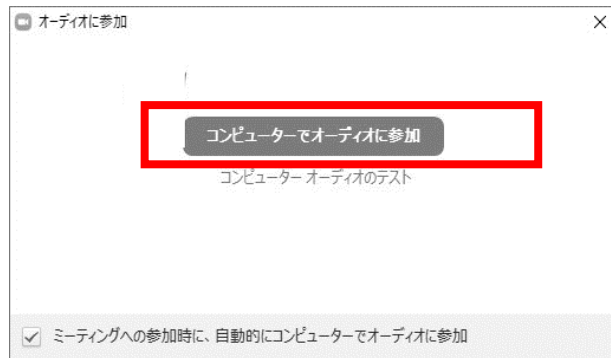 オーディオに参加
コンピューターでオーディオに参加
コンピューター オーディオのテスト
ミーティングへの参加時に、自動的にコンピューターでオーディオに参加